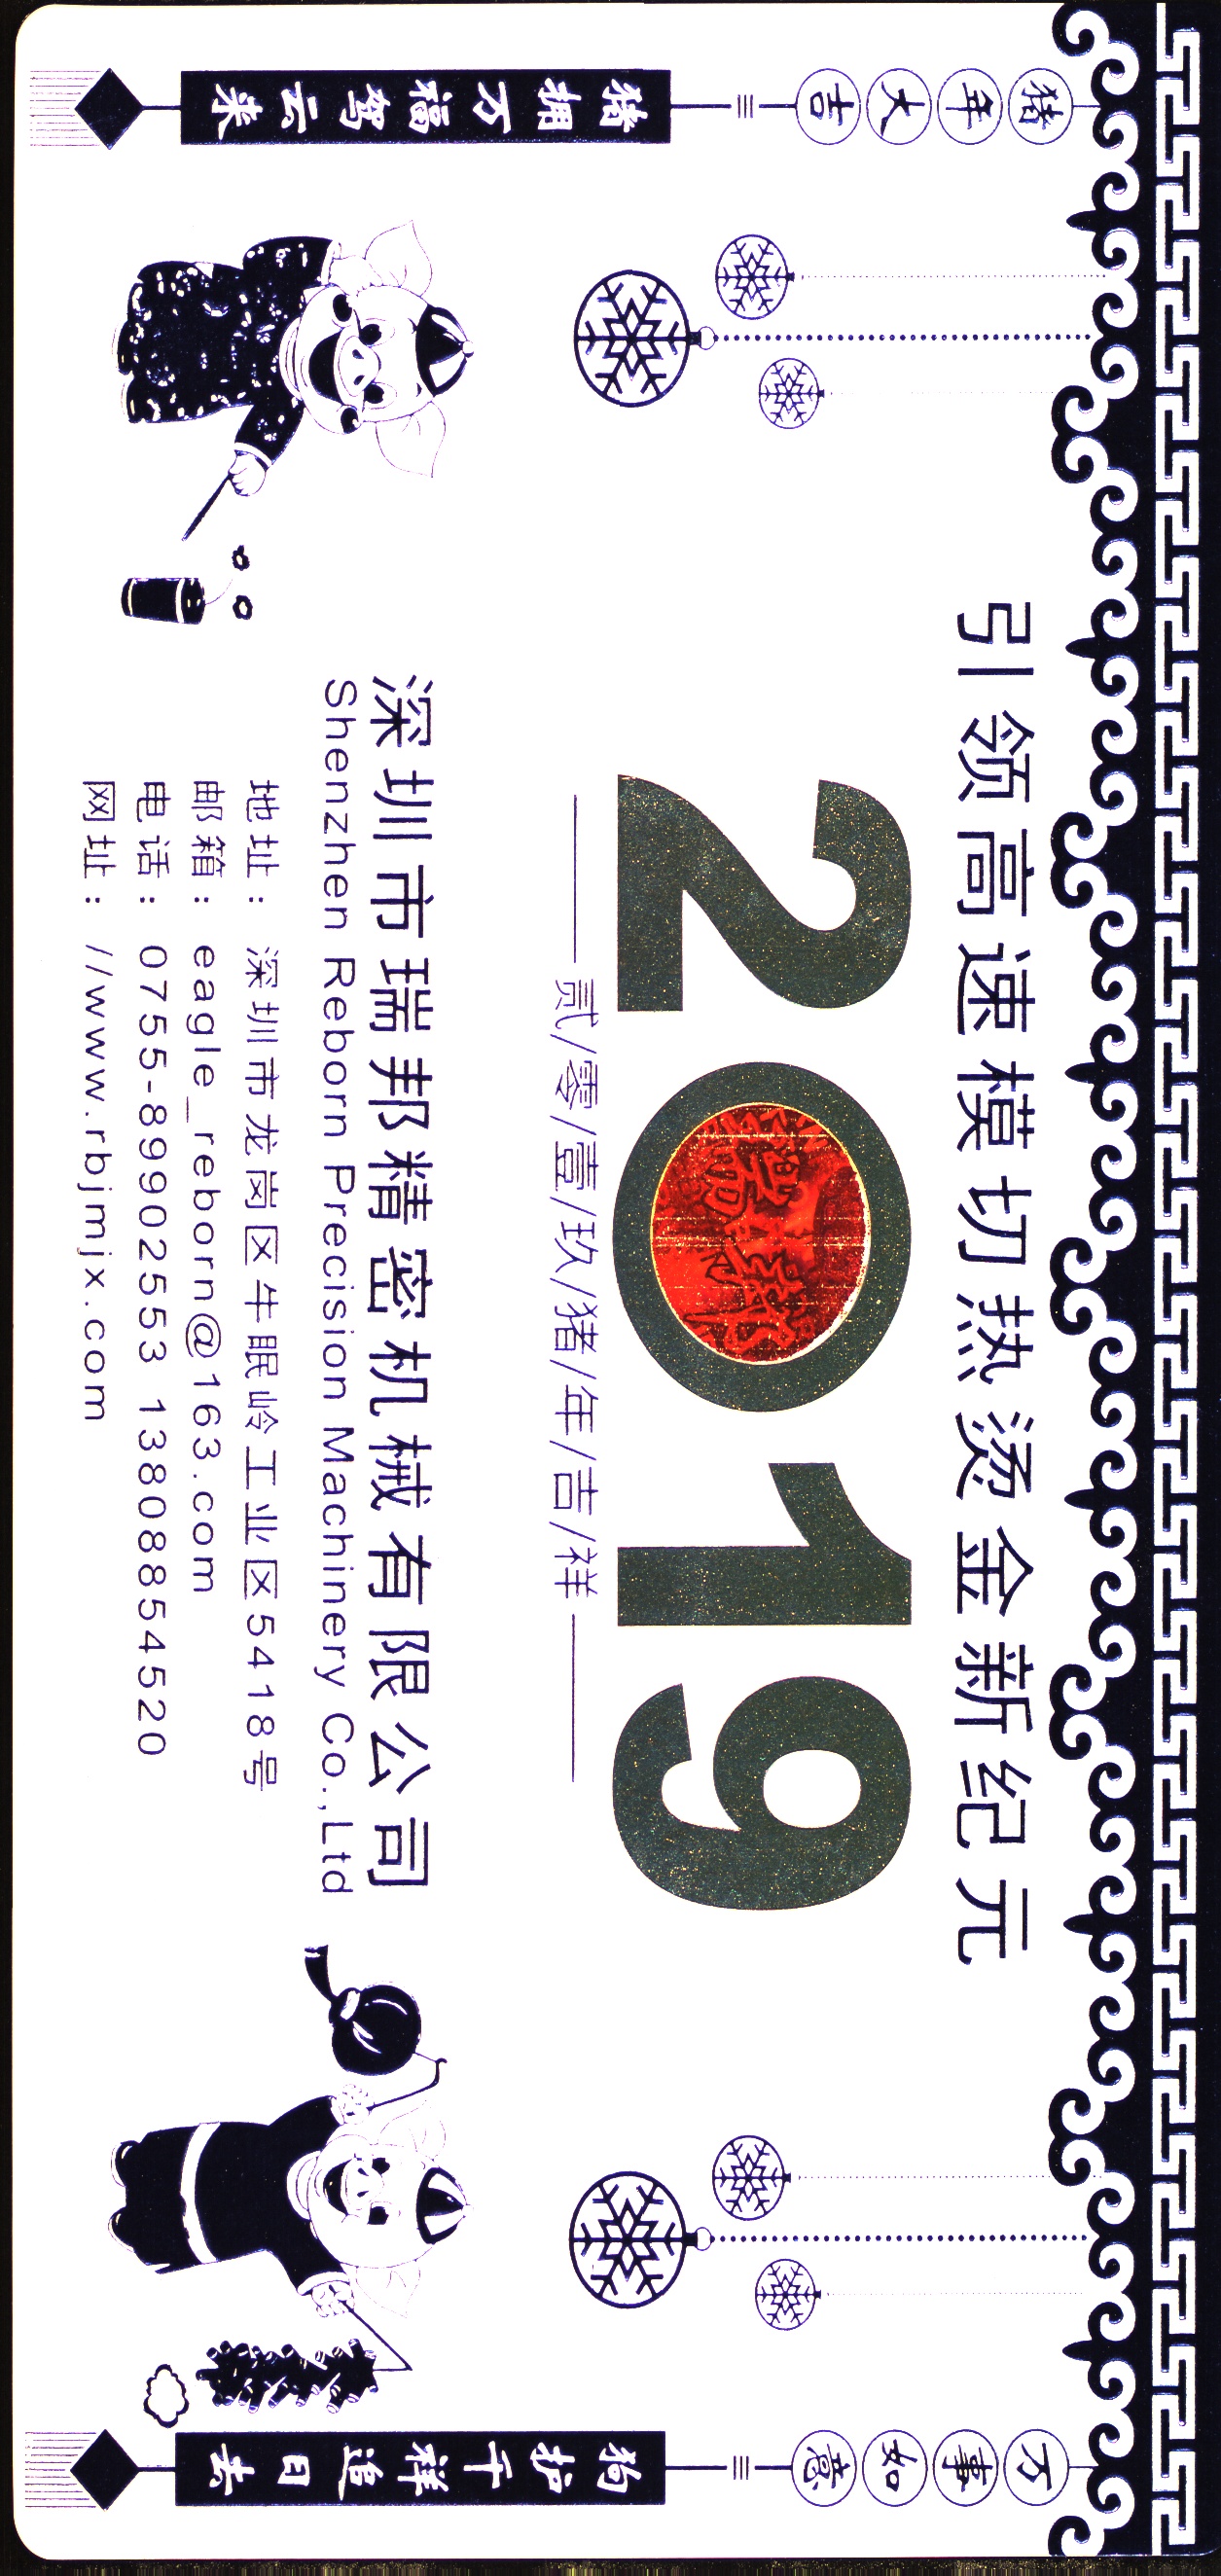 猪年大吉
猪拥万福驾云来
引领高速模切热烫金新纪元
2019
贰/零/壹/玖/猪/年/吉/祥
深圳市瑞邦精密机械有限公司
Shenzhen Reborn Precision Machinery Co.,Ltd
地址： 深圳市龙岗区牛眠岭工业区5418号
邮箱： eagle_reborn@163.com
电话： 0755-89902553 13808854520
网址： //www.rbjmjx.com
万事如意
狗护千祥追日去